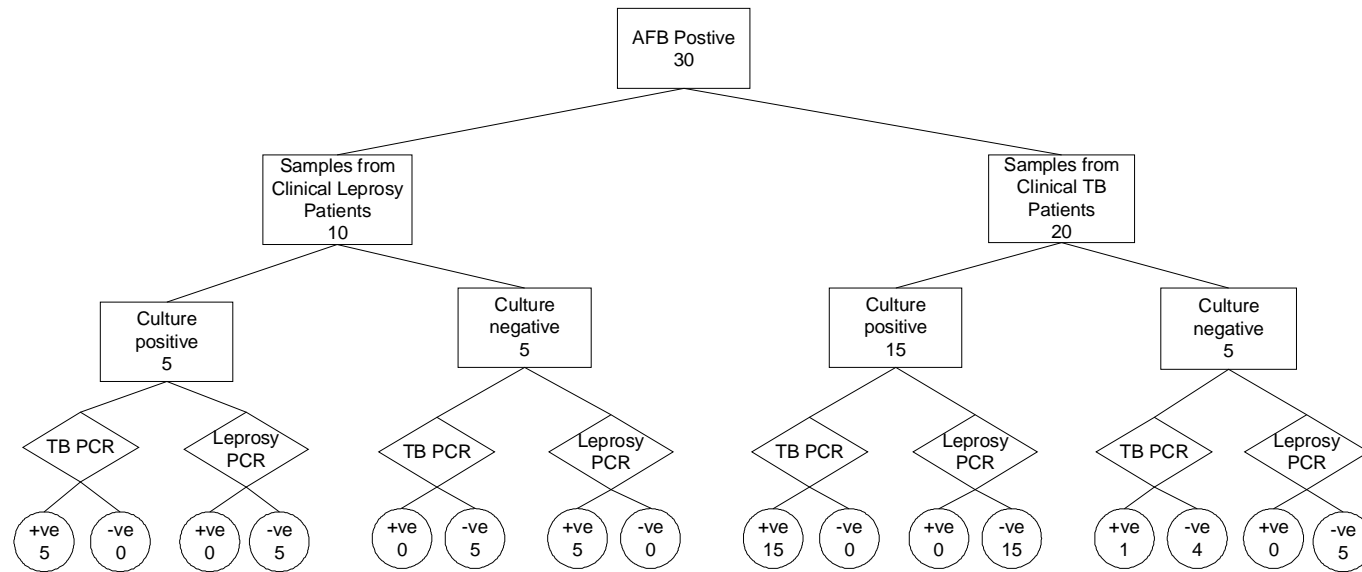 AFB Postive
30
Samples from
Clinical Leprosy
Patients
10
Samples from
Clinical TB
Patients
20
Culture
positive
5
Culture
negative
5
Culture
positive
15
Culture
negative
5
TB PCR
Leprosy
PCR
TB PCR
Leprosy
PCR
TB PCR
Leprosy
PCR
TB PCR
Leprosy
PCR
+ve
5
-ve
0
+ve
0
-ve
5
+ve
0
-ve
5
+ve
5
-ve
0
+ve
15
-ve
0
+ve
0
-ve
15
+ve
1
-ve
4
+ve
0
-ve
5